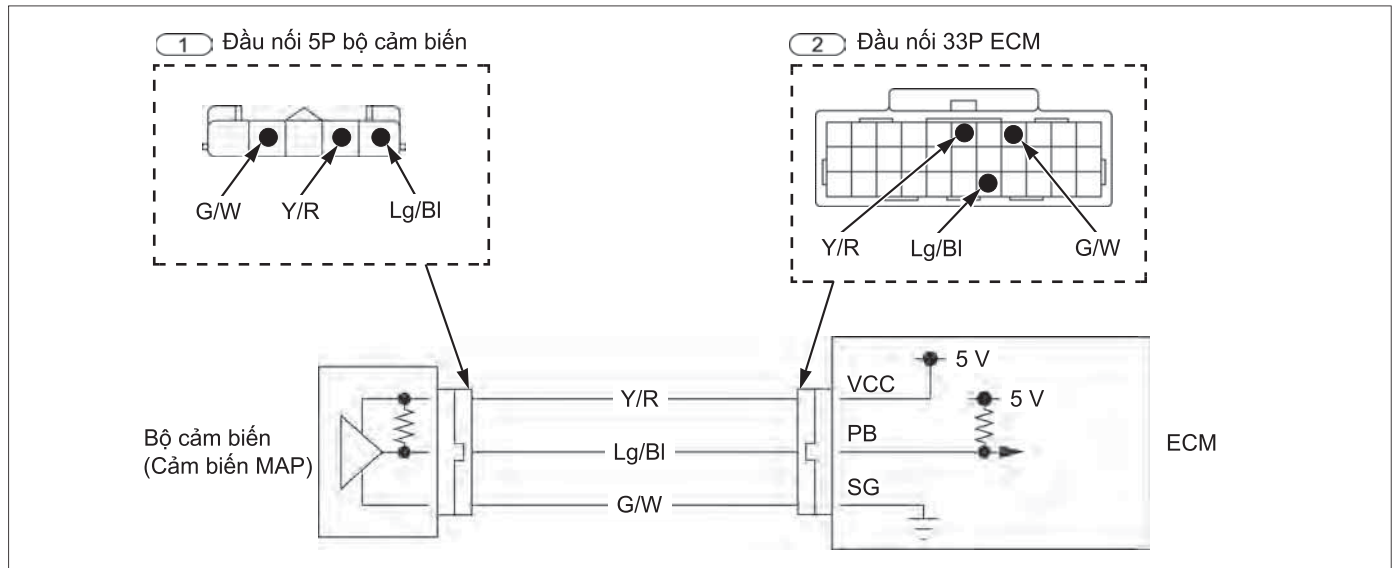 1 Đầu nối 5P bộ cảm biến
2 Đầu nối 33P ECM
G/W Y/R Lg/Bl
Y/R Lg/Bl G/W
5 V
VCC
Y/R
5 V
PB
Bộ cảm biến
(Cảm biến MAP)
Lg/Bl
ECM
SG
G/W